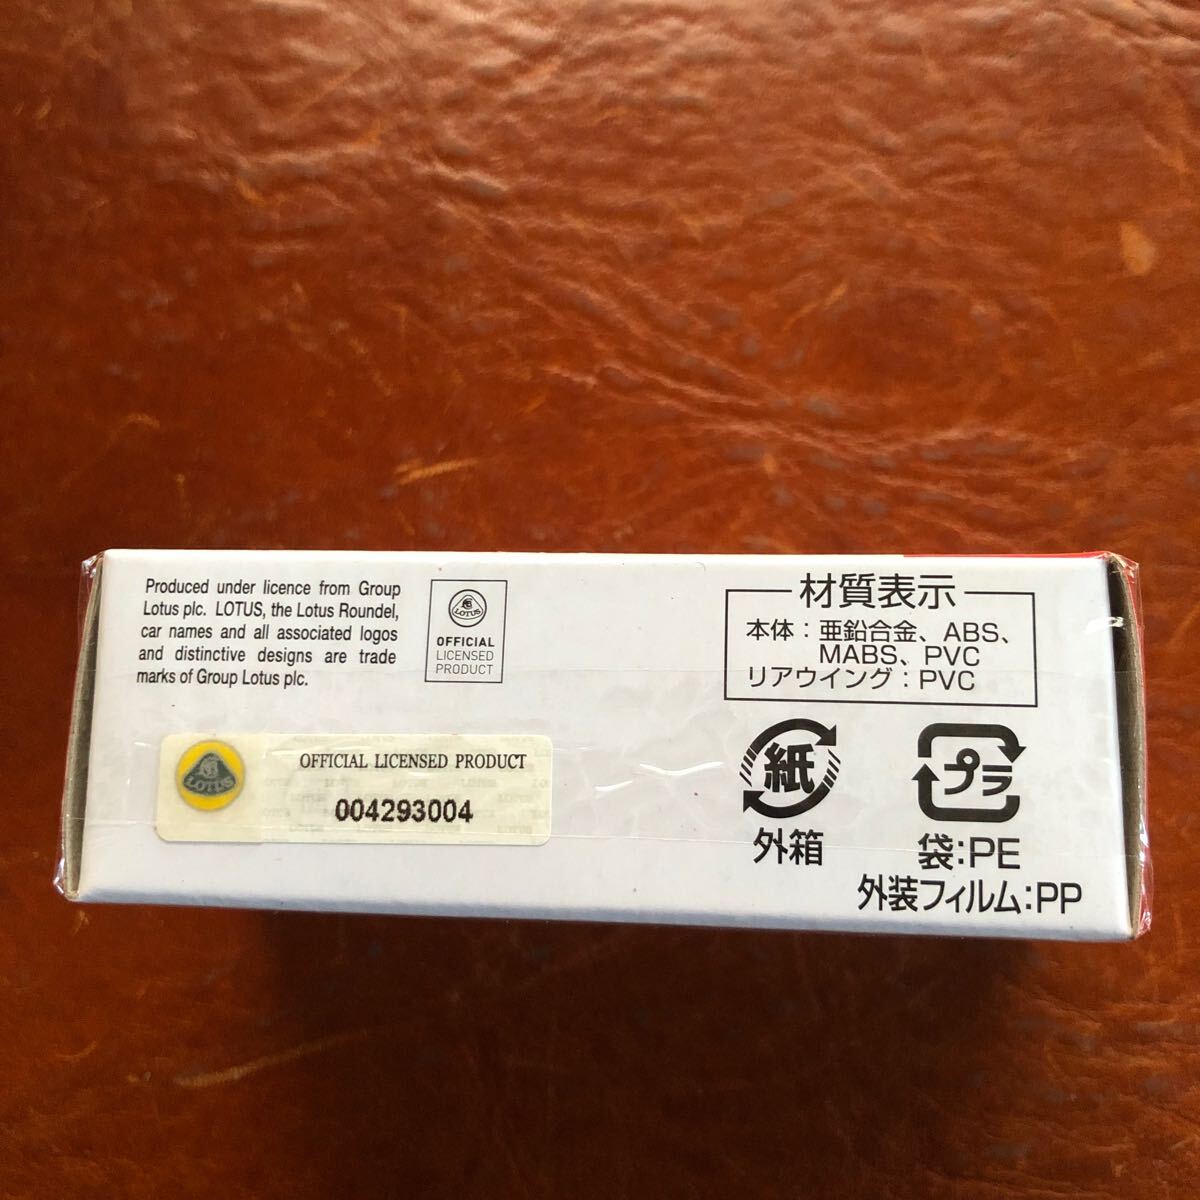 Produced under licence from Group
Lotus plc. LOTUS, the Lotus Roundel,
car names and all associated logos
and distinctive designs are trade
marks of Group Lotus plc.
LOTUS
OFFICIAL
LICENSED
PRODUCT
LOTUS
OFFICIAL LICENSED PRODUCT
004293004
材質表示
本体：亜鉛合金、ABS、
MABS、PVC
リアウイング：PVC
紙
外箱
プラ
袋:PE
外装フィルム:PP